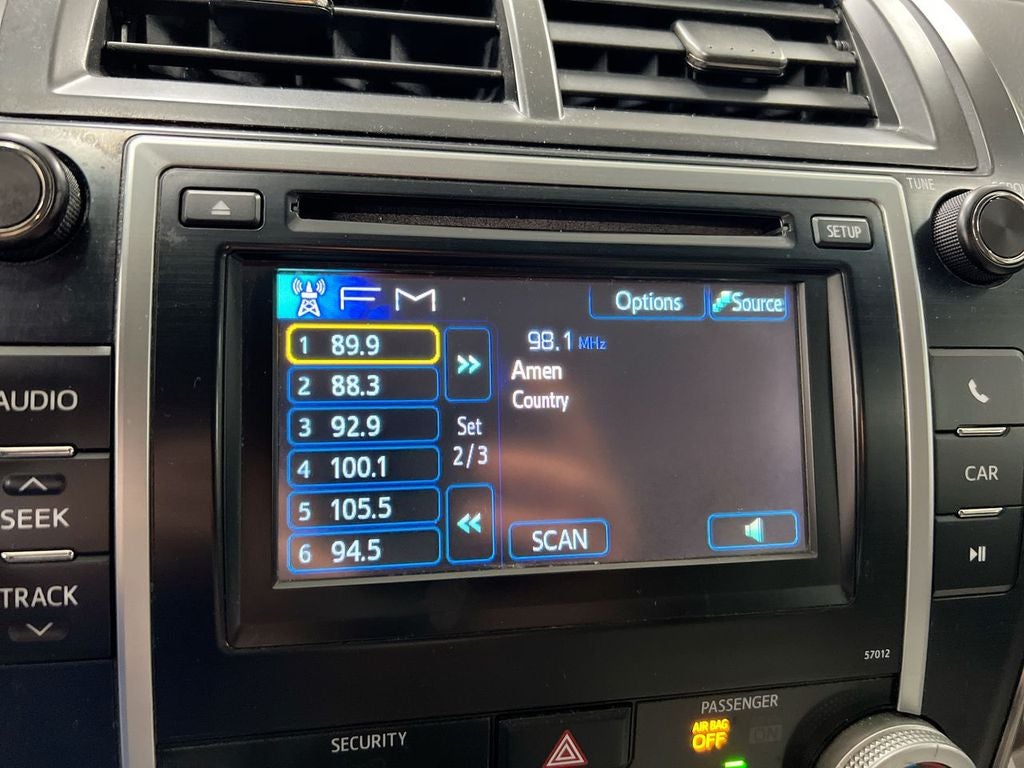 TUNE
SETUP
FM
Options
Source
1 89.9
98.1 MHz
Amen
2 88.3
Country
AUDIO
3 92.9
Set
2/3
4 100.1
CAR
SEEK
5 105.5
SCAN
6 94.5
TRACK
57012
PASSENGER
AIR BAG
OFF
ON
SECURITY